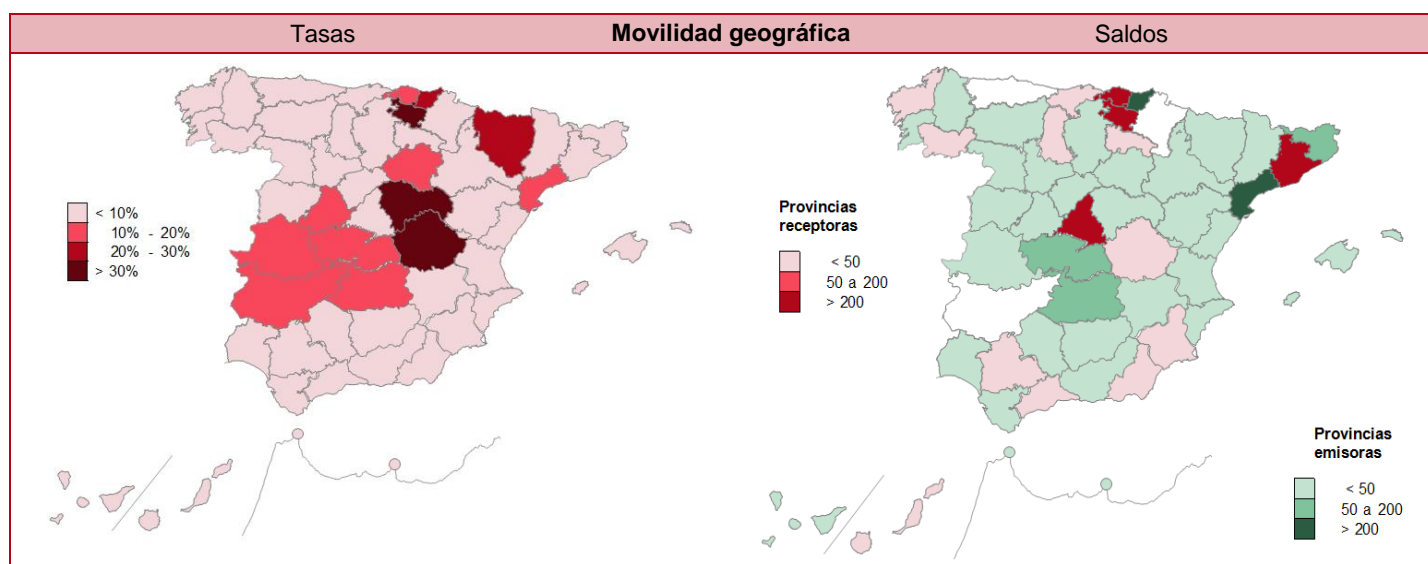 Tasas Movilidad geográfica Saldos
< 10%
10% - 20%
20% - 30%
> 30%
Provincias
receptoras
< 50
50 a 200
> 200
Provincias
emisoras
< 50
50 a 200
> 200